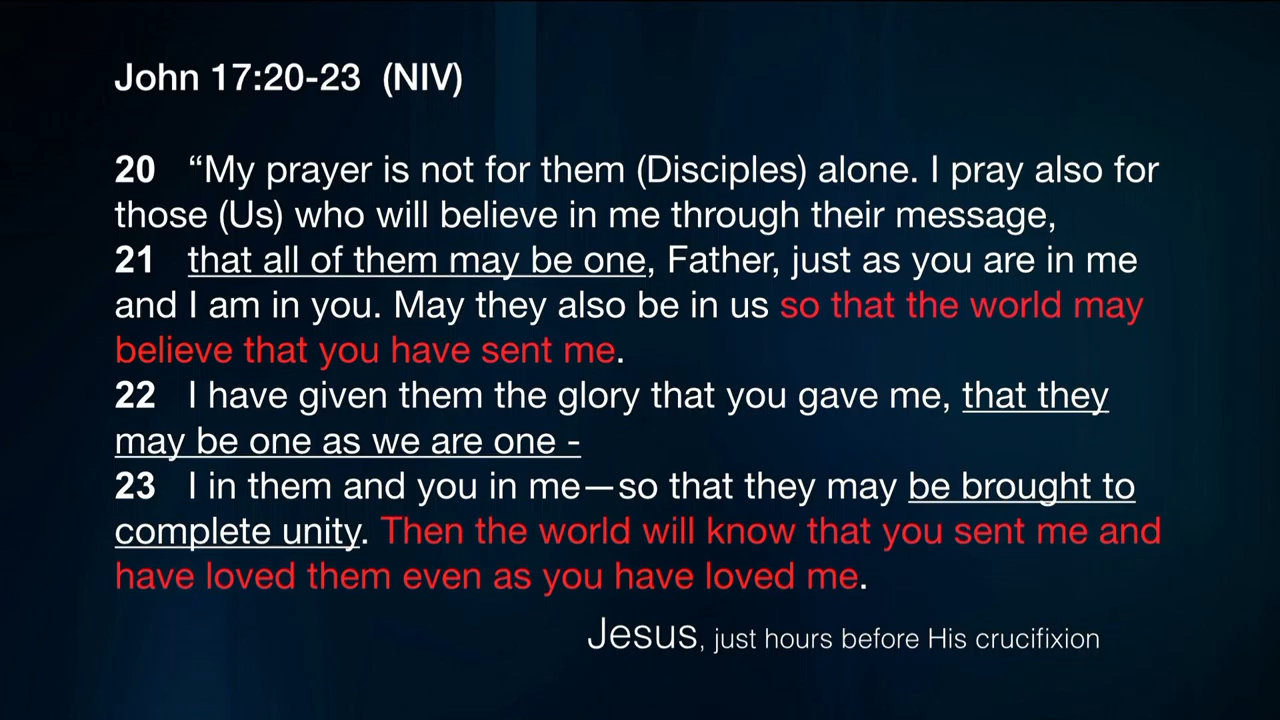 John 17:20-23 (NIV)
20 “My prayer is not for them (Disciples) alone. I pray also for
those (Us) who will believe in me through their message,
21 that all of them may be one, Father, just as you are in me
and I am in you. May they also be in us so that the world may
believe that you have sent me.
22 I have given them the glory that you gave me, that they
may be one as we are one -
23 I in them and you in me—so that they may be brought to
complete unity. Then the world will know that you sent me and
have loved them even as you have loved me.
Jesus, just hours before His crucifixion